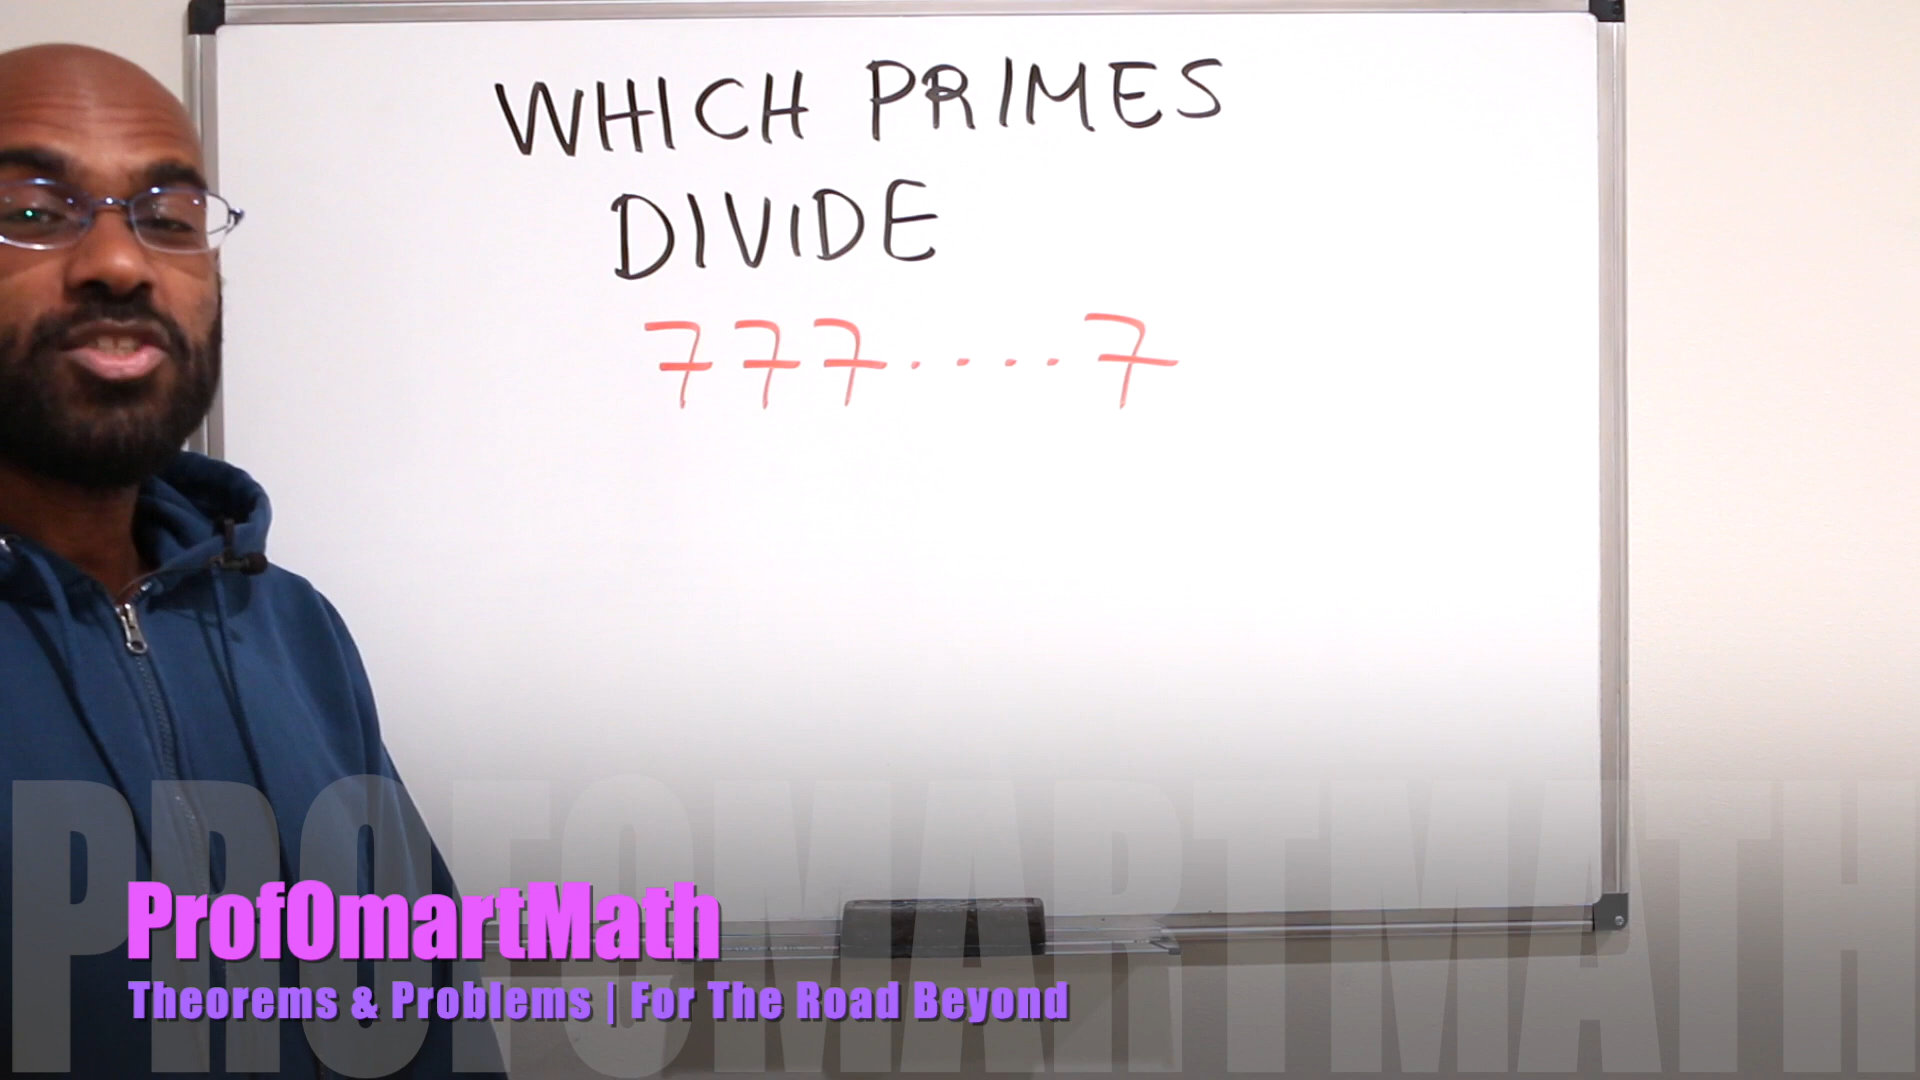 WHICH PRIMES
DIVIDE
777....7
ProfOmartMath
Theorems & Problems | For The Road Beyond
PROFOMARTMATH